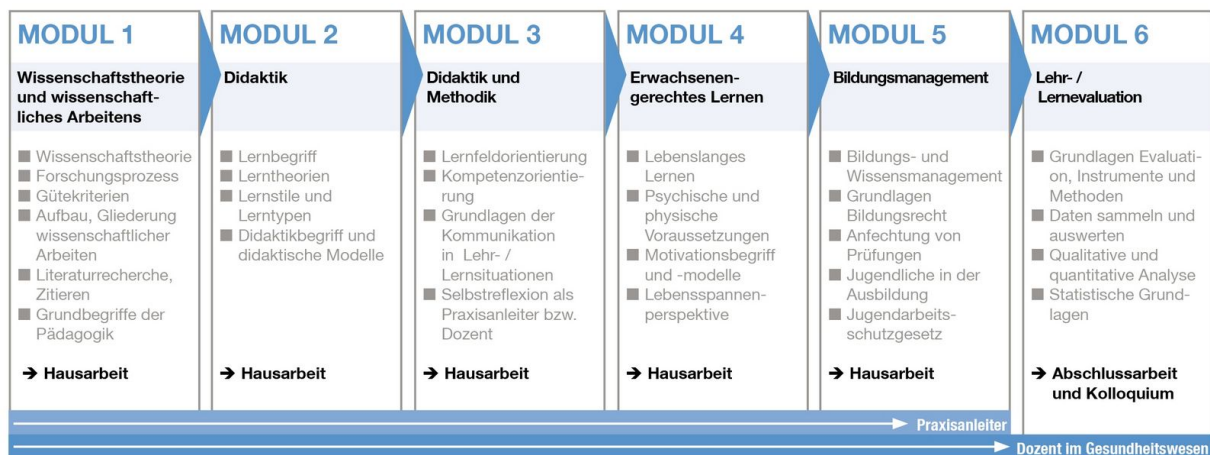 MODUL 1
Wissenschaftstheorie
und wissenschaft-
liches Arbeitens
■ Wissenschaftstheorie
■ Forschungsprozess
■ Gütekriterien
■ Aufbau, Gliederung
wissenschaftlicher
Arbeiten
■ Literaturrecherche,
Zitieren
■ Grundbegriffe der
Pädagogik
➔ Hausarbeit
MODUL 2
Didaktik
■ Lernbegriff
■ Lerntheorien
■ Lernstile und
Lerntypen
■ Didaktikbegriff und
didaktische Modelle
➔ Hausarbeit
MODUL 3
Didaktik und
Methodik
■ Lernfeldorientierung
■ Kompetenzorientie-
rung
■ Grundlagen der
Kommunikation
in Lehr- /
Lernsituationen
■ Selbstreflexion als
Praxisanleiter bzw.
Dozent
➔ Hausarbeit
MODUL 4
Erwachsenen-
gerechtes Lernen
■ Lebenslanges
Lernen
■ Psychische und
physische
Voraussetzungen
■ Motivationsbegriff
und -modelle
■ Lebensspannen-
perspektive
➔ Hausarbeit
MODUL 5
Bildungsmanagement
■ Bildungs- und
Wissensmanagement
■ Grundlagen
Bildungsrecht
■ Anfechtung von
Prüfungen
■ Jugendliche in der
Ausbildung
■ Jugendarbeits-
schutzgesetz
➔ Hausarbeit
MODUL 6
Lehr- /
Lernevaluation
■ Grundlagen Evaluati-
on, Instrumente und
Methoden
■ Daten sammeln und
auswerten
■ Qualitative und
quantitative Analyse
■ Statistische Grund-
lagen
➔ Abschlussarbeit
und Kolloquium
Praxisanleiter
Dozent im Gesundheitswesen